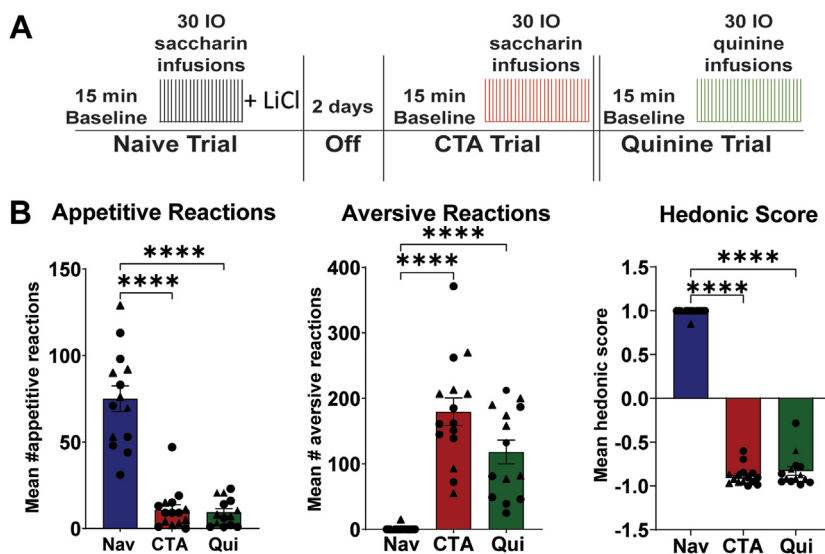 A
30 IO
saccharin
infusions
30 IO
saccharin
infusions
30 IO
quinine
infusions
15 min
Baseline
+ LiCl
2 days
15 min
Baseline
15 min
Baseline
Naive Trial
Off
CTA Trial
Quinine Trial
B
Appetitive Reactions
Mean #appetitive reactions
150
100
50
0
****
****
Nav CTA Qui
Aversive Reactions
Mean # aversive reactions
400
300
200
100
0
****
****
Nav CTA Qui
Hedonic Score
Mean hedonic score
1.5
1.0
0.5
0.0
-0.5
-1.0
-1.5
****
****
Nav CTA Qui